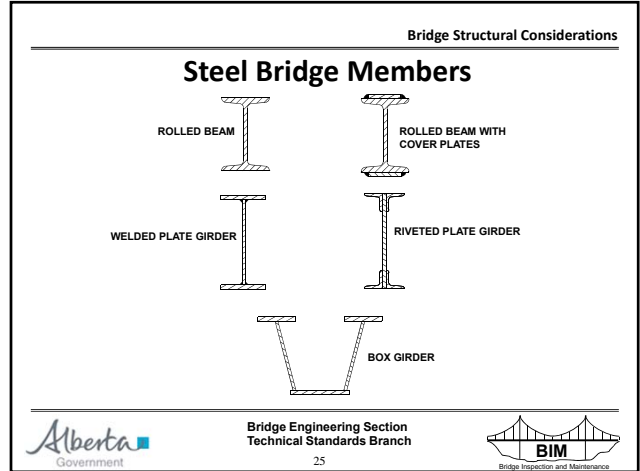 Bridge Structural Considerations
Steel Bridge Members
ROLLED BEAM
ROLLED BEAM WITH
COVER PLATES
WELDED PLATE GIRDER
RIVETED PLATE GIRDER
BOX GIRDER
Alberta
Government
Bridge Engineering Section
Technical Standards Branch
25
BIM
Bridge Inspection and Maintenance